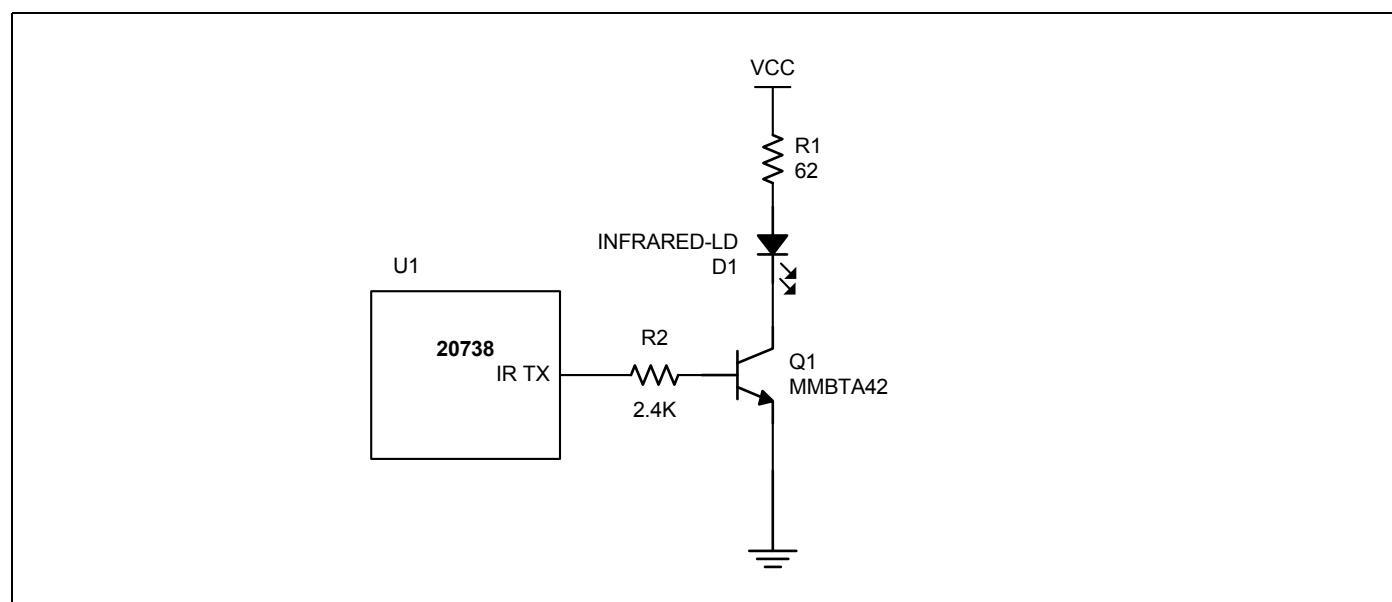 VCC
R1
62
INFRARED-LD
D1
U1
20738
IR TX
R2
2.4K
Q1
MMBTA42